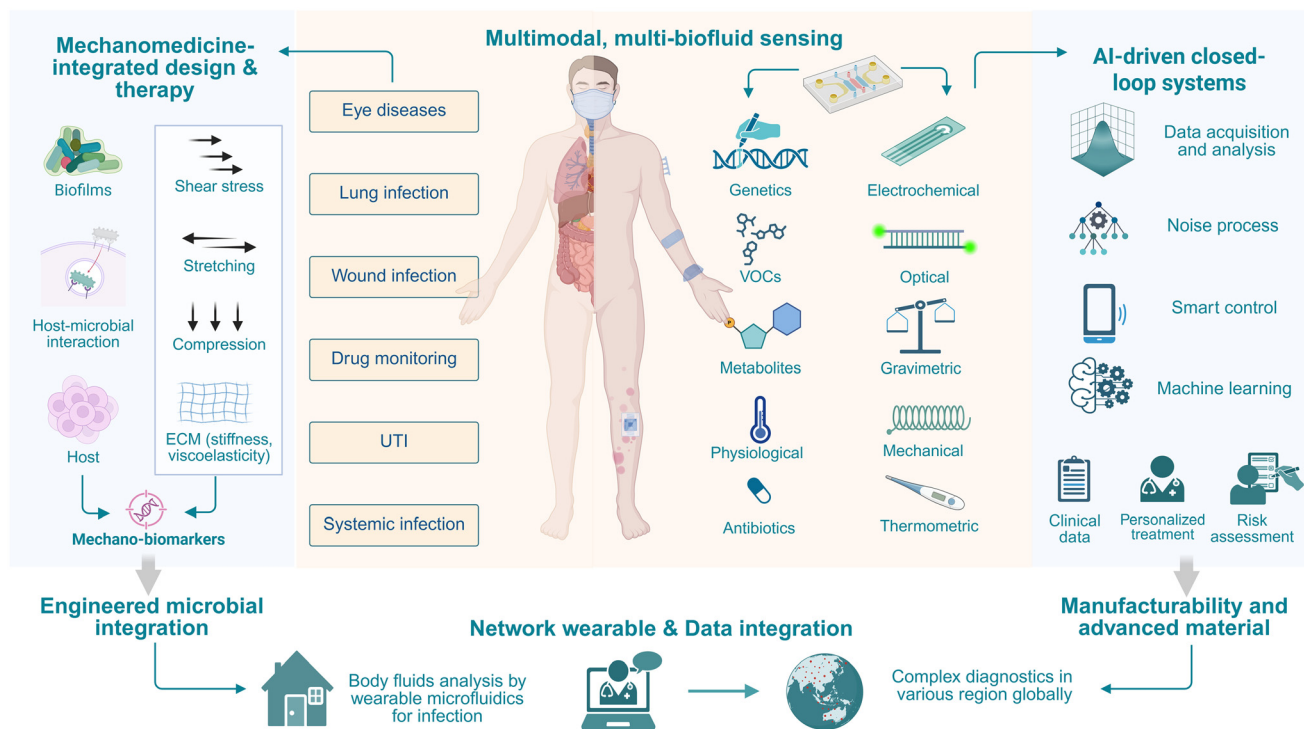 Mechanomedicine-
integrated design &
therapy
Biofilms
Host-microbial
interaction
Host
Shear stress
Stretching
Compression
ECM (stiffness,
viscoelasticity)
Mechano-biomarkers
Multimodal, multi-biofluid sensing
Eye diseases
Lung infection
Wound infection
Drug monitoring
UTI
Systemic infection
P
Genetics
VOCs
Metabolites
Physiological
Antibiotics
Electrochemical
Optical
Gravimetric
Mechanical
Thermometric
AI-driven closed-
loop systems
Data acquisition
and analysis
Noise process
Smart control
Machine learning
Clinical
data
Personalized
treatment
Risk
assessment
Engineered microbial
integration
Network wearable & Data integration
Manufacturability and
advanced material
Body fluids analysis by
wearable microfluidics
for infection
Complex diagnostics in
various region globally